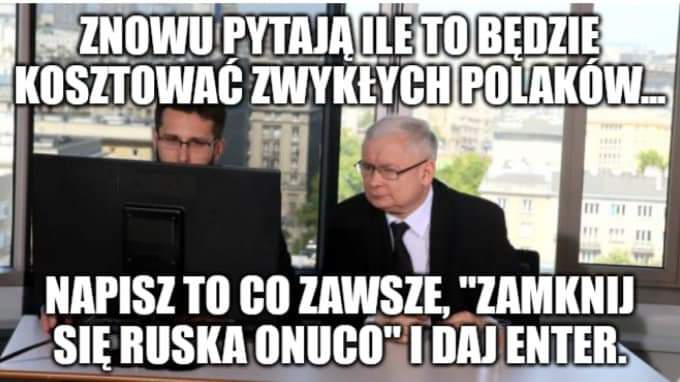 ZNOWU PYTAJĄ ILE TO BĘDZIE
KOSZTOWAĆ ZWYKŁYCH POLAKÓW...
NAPISZ TO CO ZAWSZE, "ZAMKNIJ
SIĘ RUSKA ONUCO" I DAJ ENTER.